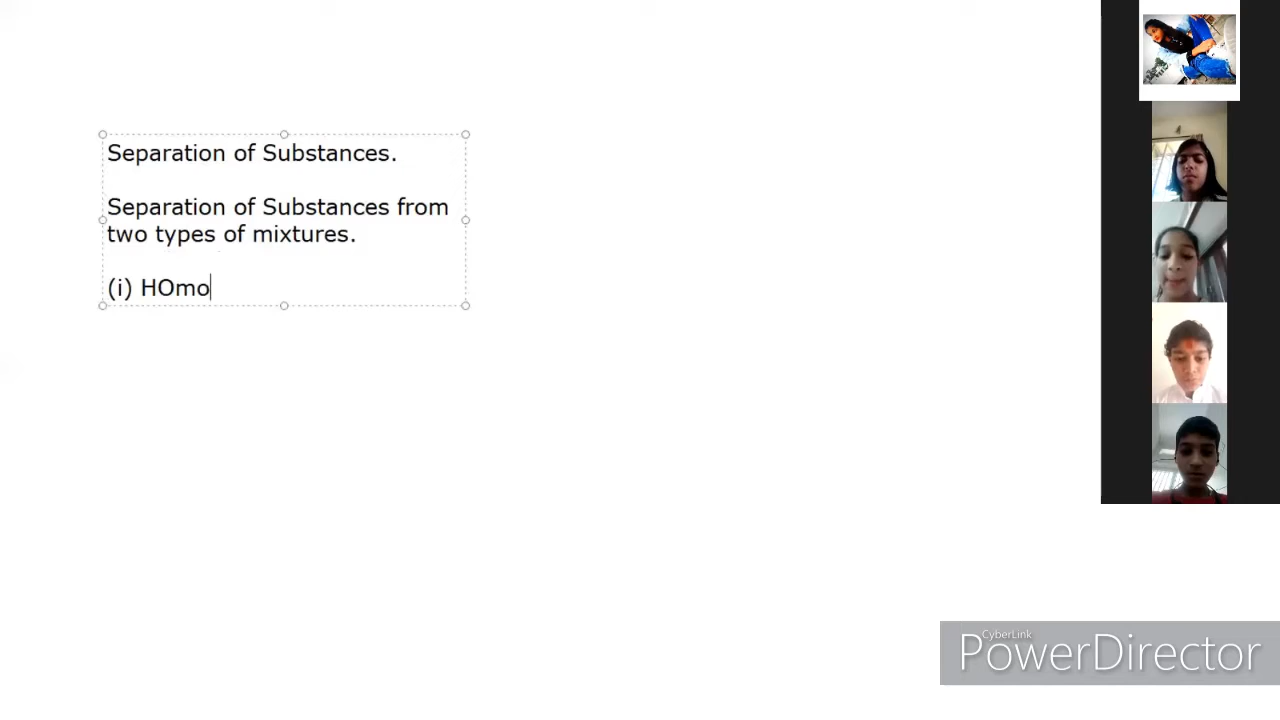 Separation of Substances.
Separation of Substances from
two types of mixtures.
(i) HOmo
CyberLink
PowerDirector